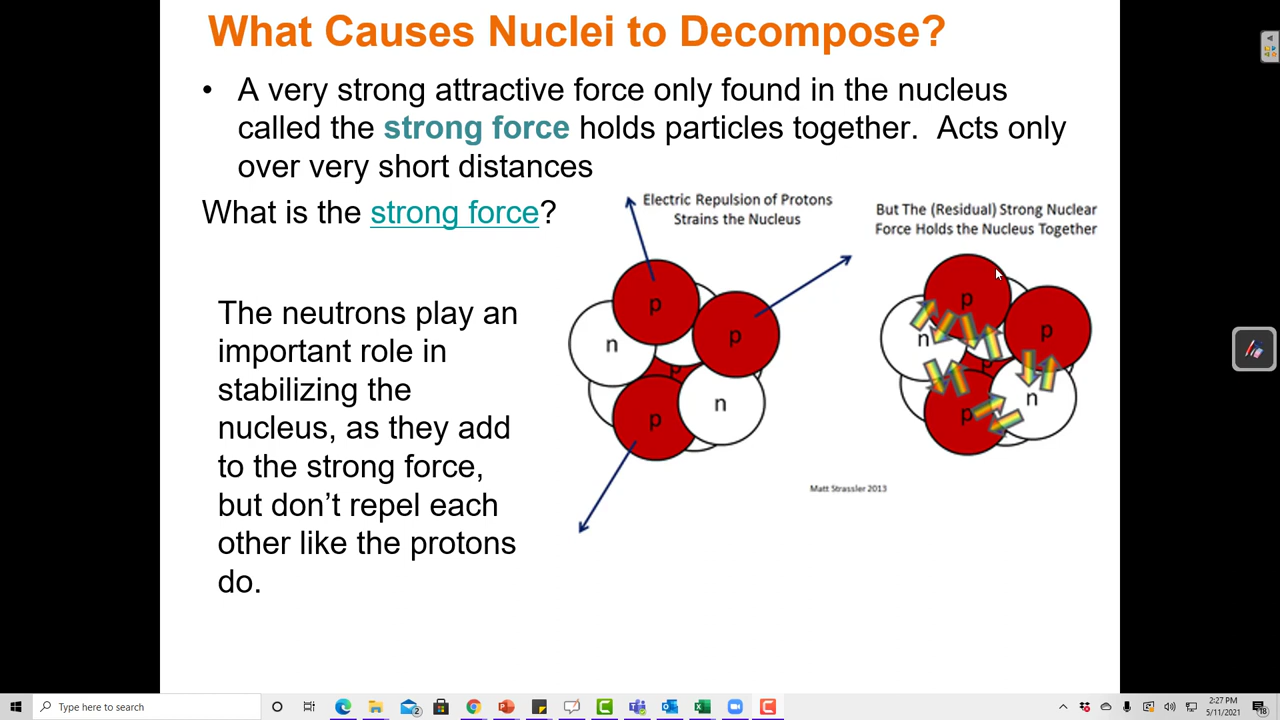 What Causes Nuclei to Decompose?
• A very strong attractive force only found in the nucleus
called the strong force holds particles together. Acts only
over very short distances
What is the strong force?
Electric Repulsion of Protons
Strains the Nucleus
But The (Residual) Strong Nuclear
Force Holds the Nucleus Together
The neutrons play an
important role in
stabilizing the
nucleus, as they add
to the strong force,
but don't repel each
other like the protons
do.
p
p
n
p
n
p
p
p
n
p
n
p
Matt Strassler 2013
Type here to search
2
2:27 PM
5/11/2021
18